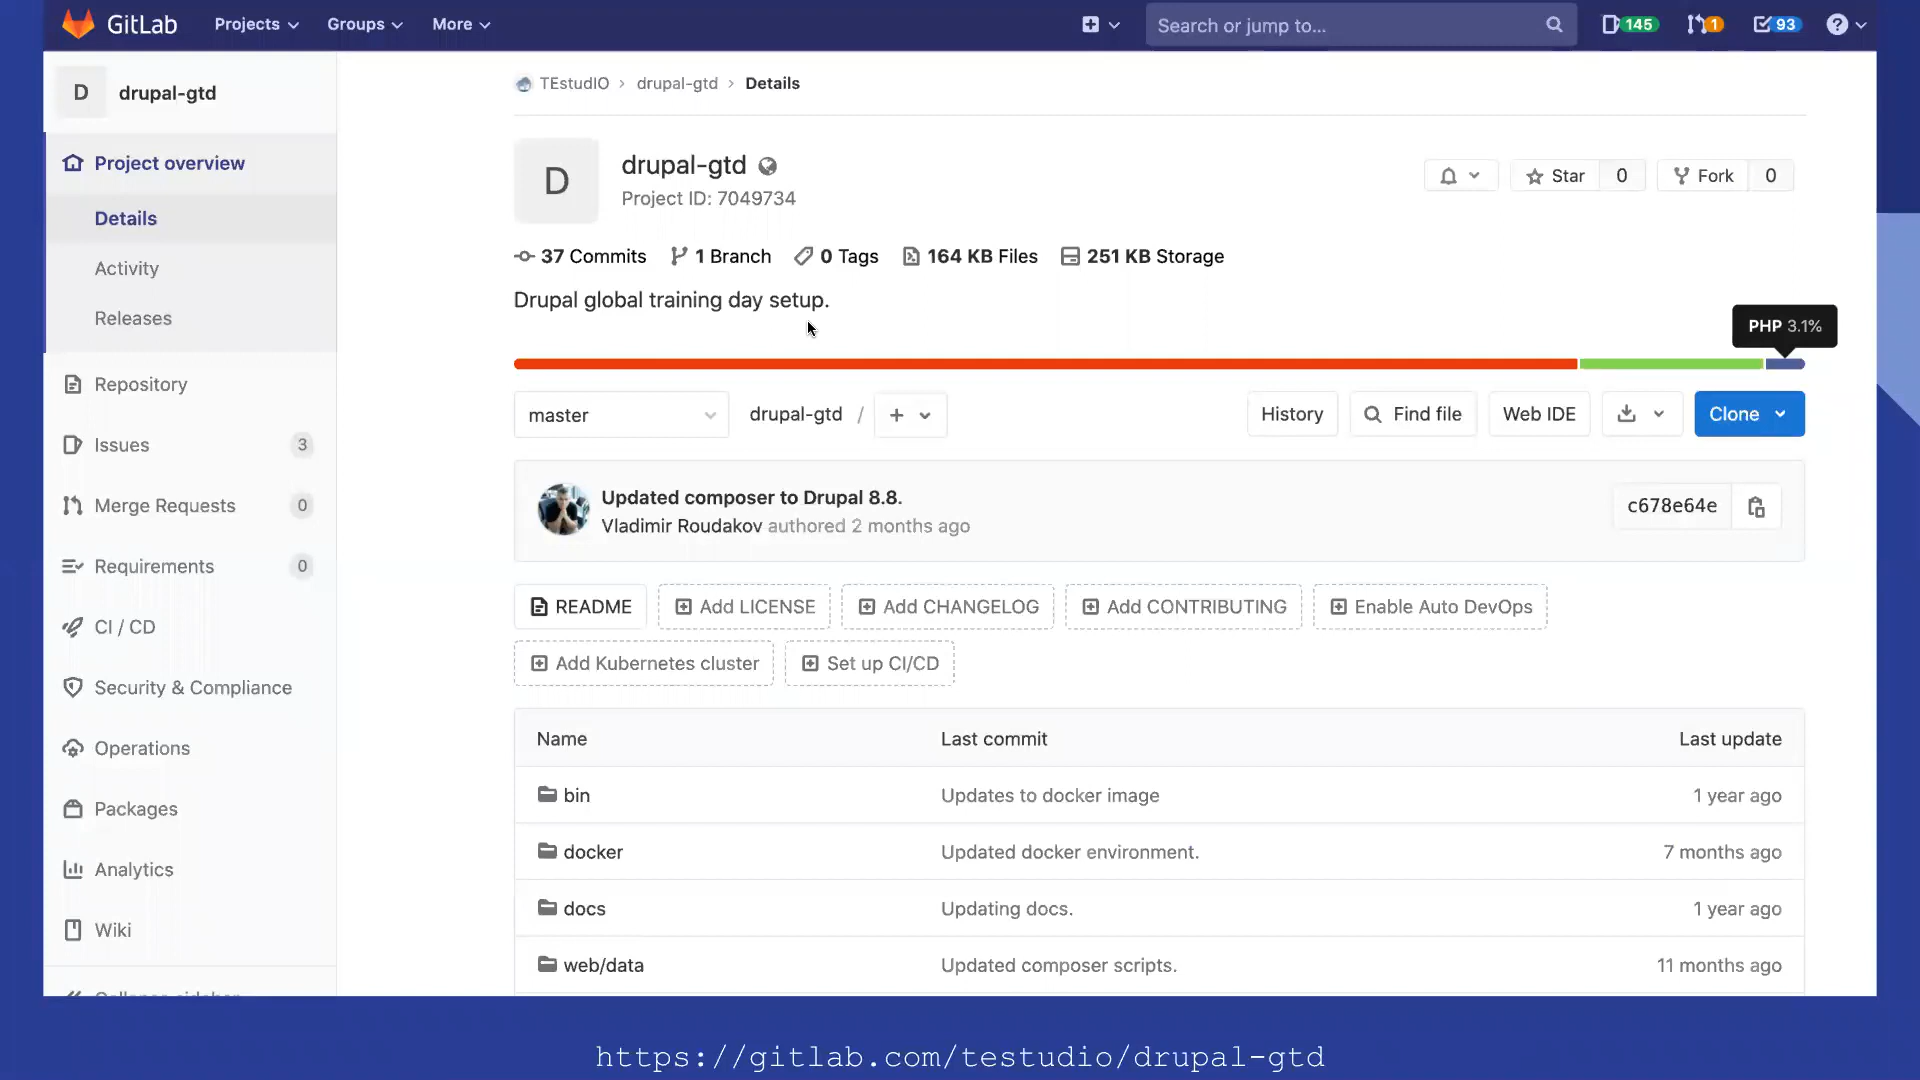 GitLab Projects Groups More Search or jump to... 145 1 93
D drupal-gtd
Project overview
Details
Activity
Releases
Repository
Issues 3
Merge Requests 0
Requirements 0
CI / CD
Security & Compliance
Operations
Packages
Analytics
Wiki
Collapse sidebar
TEstudIO > drupal-gtd > Details
D
drupal-gtd
Project ID: 7049734
Star 0 Fork 0
37 Commits 1 Branch 0 Tags 164 KB Files 251 KB Storage
Drupal global training day setup.
PHP 3.1%
master drupal-gtd / + History Find file Web IDE Clone
Updated composer to Drupal 8.8.
Vladimir Roudakov authored 2 months ago
c678e64e
README Add LICENSE Add CHANGELOG Add CONTRIBUTING Enable Auto DevOps
Add Kubernetes cluster Set up CI/CD
Name Last commit Last update
bin Updates to docker image 1 year ago
docker Updated docker environment. 7 months ago
docs Updating docs. 1 year ago
web/data Updated composer scripts. 11 months ago
https://gitlab.com/testudio/drupal-gtd